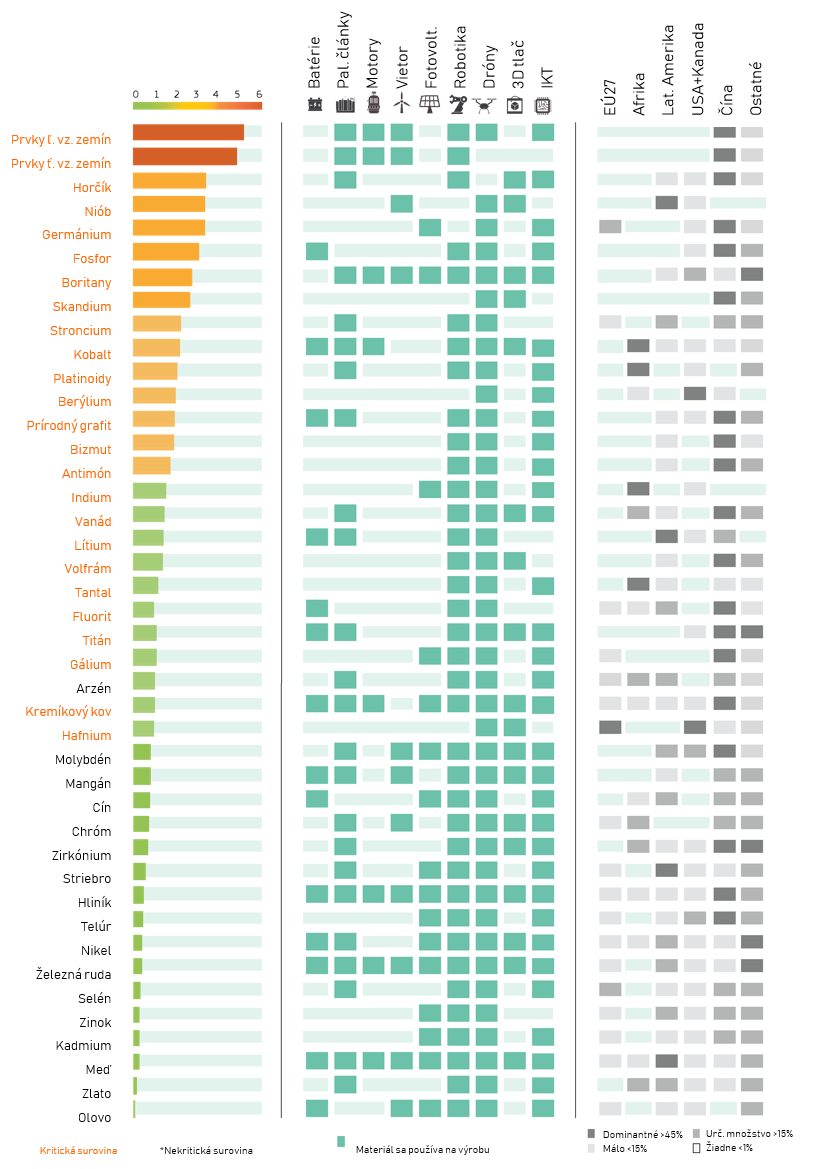 Batérie
Pal. články
Motory
Vietor
Fotovolt.
Robotika
Dróny
3D tlač
IKT
EÚ27
Afrika
Lat. Amerika
USA+Kanada
Čína
Ostatné
0 1 2 3 4 5 6
Prvky ľ. vz. zemín
Prvky ť. vz. zemín
Horčík
Niób
Germánium
Fosfor
Boritany
Skandium
Stroncium
Kobalt
Platinoidy
Berýlium
Prírodný grafit
Bizmut
Antimón
Indium
Vanád
Lítium
Volfrám
Tantal
Fluorit
Titán
Gálium
Arzén
Kremíkový kov
Hafnium
Molybdén
Mangán
Cín
Chróm
Zirkónium
Striebro
Hliník
Telúr
Nikel
Železná ruda
Selén
Zinok
Kadmium
Meď
Zlato
Olovo
Kritická surovina
*Nekritická surovina
Materiál sa používa na výrobu
Dominantné >45%
Urč. množstvo >15%
Málo <15%
Žiadne <1%